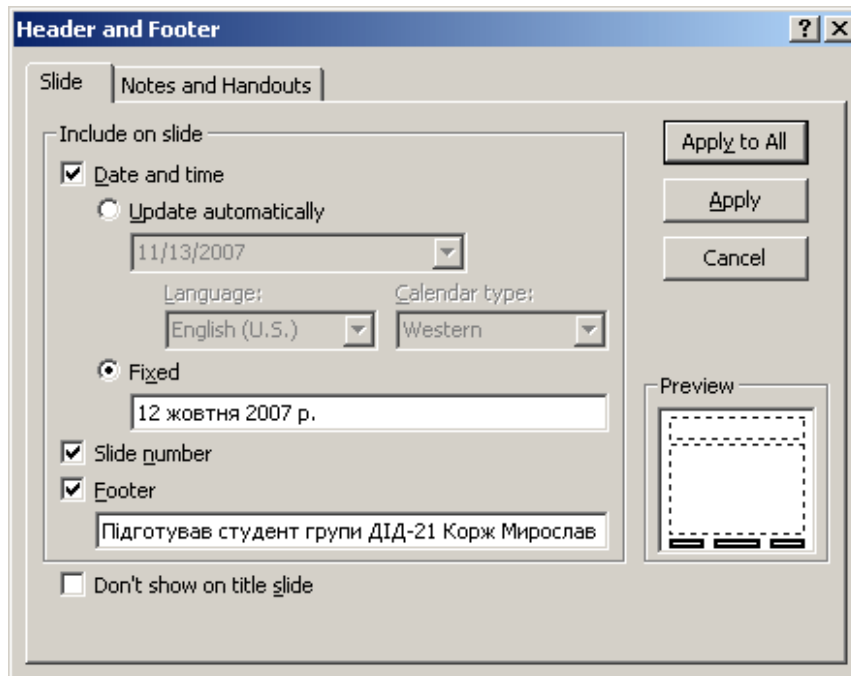 Header and Footer
Slide
Notes and Handouts
Include on slide
Date and time
Update automatically
11/13/2007
Language:
Calendar type:
English (U.S.)
Western
Fixed
12 жовтня 2007 р.
Slide number
Footer
Підготував студент групи ДІД-21 Корж Мирослав
Don't show on title slide
Apply to All
Apply
Cancel
Preview